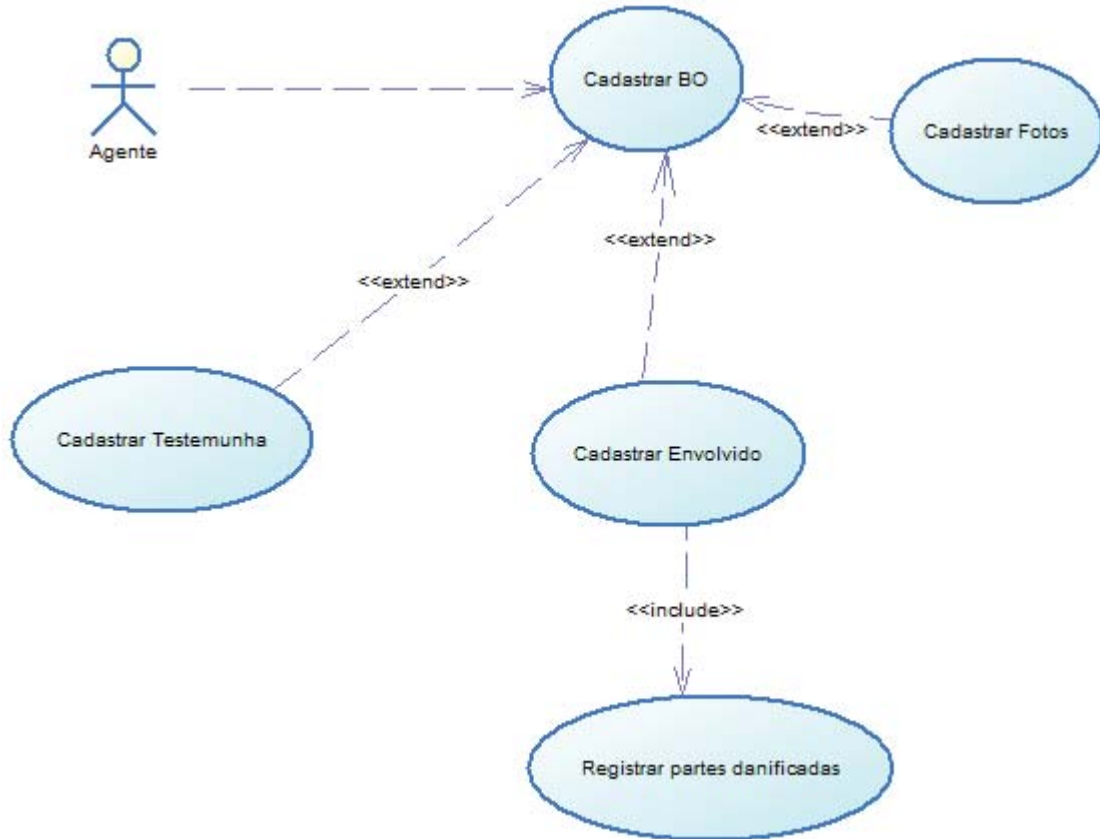 Cadastrar BO
<<extend>>
Cadastrar Fotos
Agente
<<extend>>
<<extend>>
Cadastrar Testemunha
Cadastrar Envolvido
<<include>>
Registrar partes danificadas